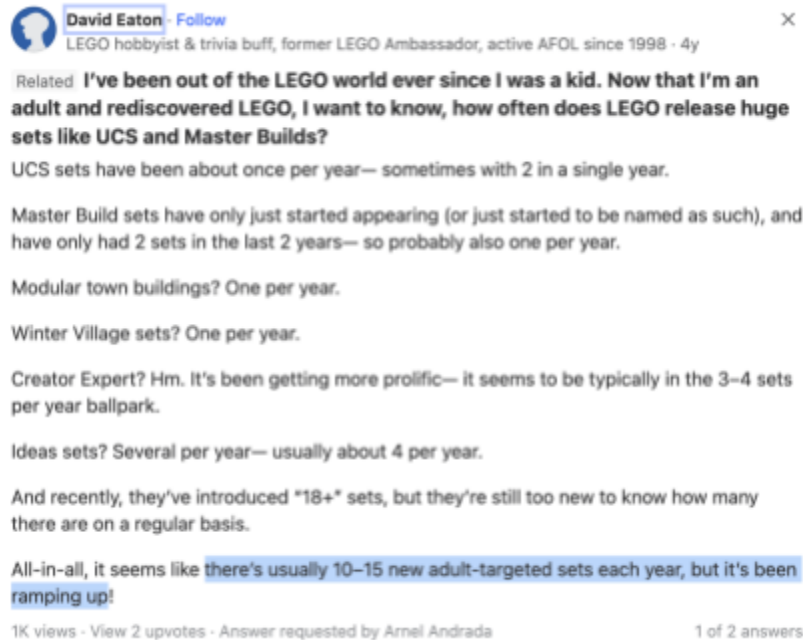 David Eaton · Follow
LEGO hobbyist & trivia buff, former LEGO Ambassador, active AFOL since 1998 · 4y
Related I've been out of the LEGO world ever since I was a kid. Now that I'm an
adult and rediscovered LEGO, I want to know, how often does LEGO release huge
sets like UCS and Master Builds?
UCS sets have been about once per year— sometimes with 2 in a single year.
Master Build sets have only just started appearing (or just started to be named as such), and
have only had 2 sets in the last 2 years— so probably also one per year.
Modular town buildings? One per year.
Winter Village sets? One per year.
Creator Expert? Hm. It's been getting more prolific— it seems to be typically in the 3–4 sets
per year ballpark.
Ideas sets? Several per year— usually about 4 per year.
And recently, they've introduced "18+" sets, but they're still too new to know how many
there are on a regular basis.
All-in-all, it seems like there's usually 10–15 new adult-targeted sets each year, but it's been
ramping up!
1K views · View 2 upvotes · Answer requested by Arnel Andrada
1 of 2 answers